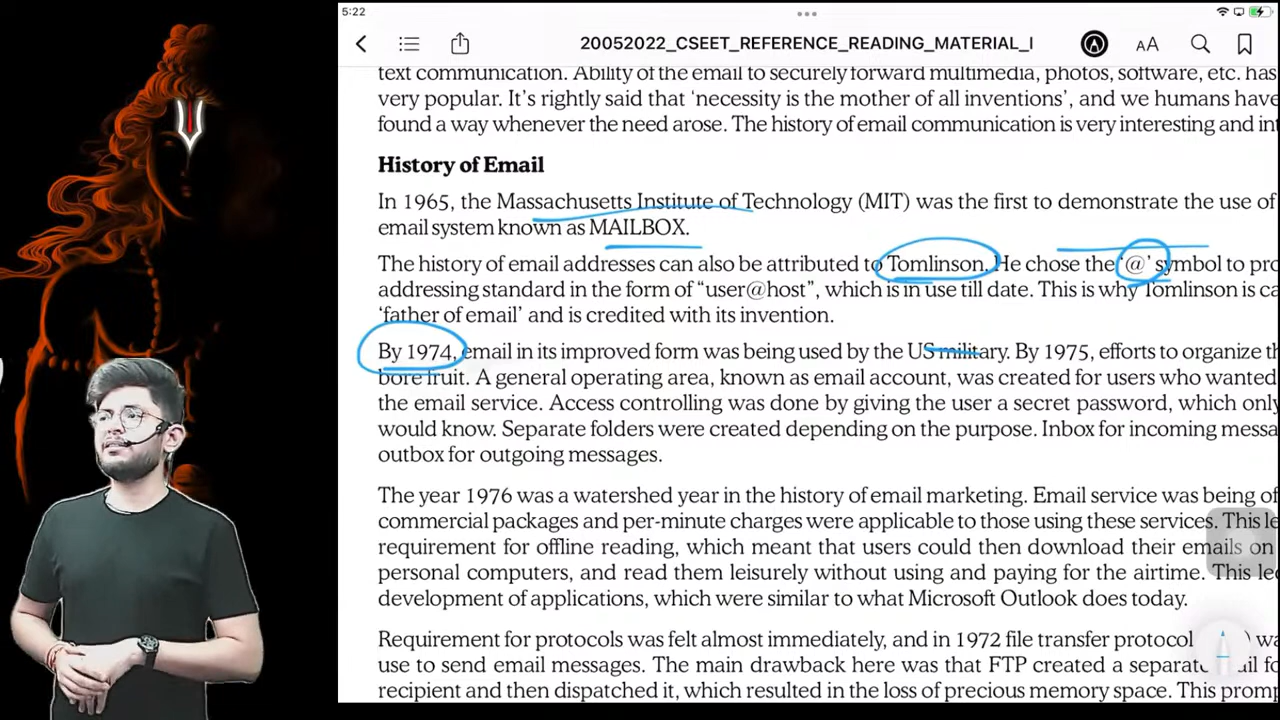 5:22
20052022_CSEET_REFERENCE_READING_MATERIAL_I
AA
text communication. Ability of the email to securely forward multimedia, photos, software, etc. has
very popular. It's rightly said that 'necessity is the mother of all inventions', and we humans have
found a way whenever the need arose. The history of email communication is very interesting and int
History of Email
In 1965, the Massachusetts Institute of Technology (MIT) was the first to demonstrate the use of
email system known as MAILBOX.
The history of email addresses can also be attributed to Tomlinson. He chose the '@' symbol to pro
addressing standard in the form of "user@host", which is in use till date. This is why Tomlinson is ca
'father of email' and is credited with its invention.
By 1974, email in its improved form was being used by the US military. By 1975, efforts to organize th
bore fruit. A general operating area, known as email account, was created for users who wanted
the email service. Access controlling was done by giving the user a secret password, which only
would know. Separate folders were created depending on the purpose. Inbox for incoming messa
outbox for outgoing messages.
The year 1976 was a watershed year in the history of email marketing. Email service was being of
commercial packages and per-minute charges were applicable to those using these services. This le
requirement for offline reading, which meant that users could then download their emails on
personal computers, and read them leisurely without using and paying for the airtime. This led
development of applications, which were similar to what Microsoft Outlook does today.
Requirement for protocols was felt almost immediately, and in 1972 file transfer protocol
use to send email messages. The main drawback here was that FTP created a separate fo
recipient and then dispatched it, which resulted in the loss of precious memory space. This promp